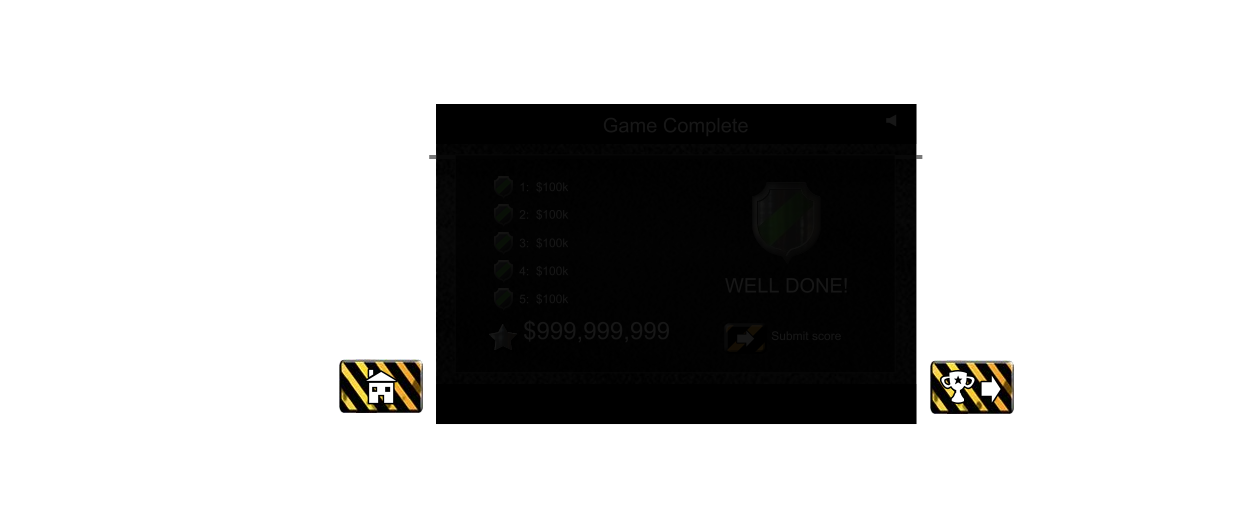 Game Complete
1: $100k
2: $100k
3: $100k
4: $100k
5: $100k
$999,999,999
WELL DONE!
Submit score